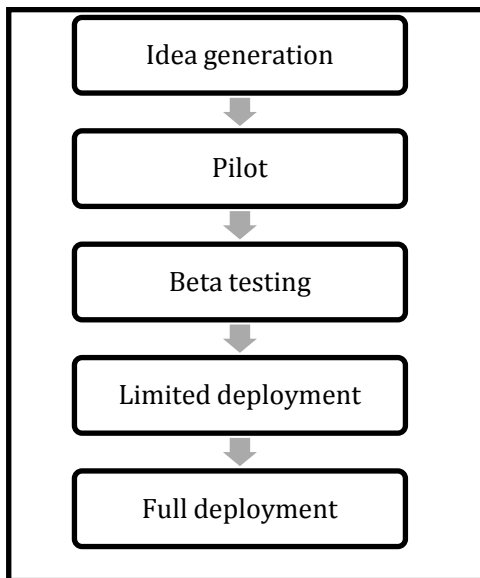 Idea generation
Pilot
Beta testing
Limited deployment
Full deployment